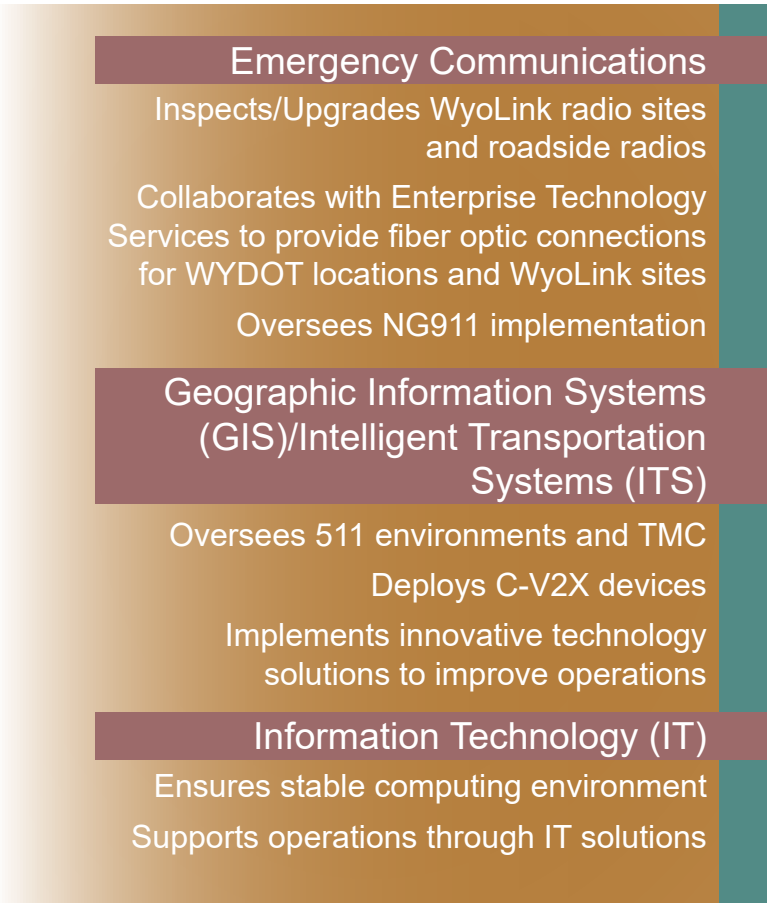 Emergency Communications
Inspects/Upgrades WyoLink radio sites
and roadside radios
Collaborates with Enterprise Technology
Services to provide fiber optic connections
for WYDOT locations and WyoLink sites
Oversees NG911 implementation
Geographic Information Systems
(GIS)/Intelligent Transportation
Systems (ITS)
Oversees 511 environments and TMC
Deploys C-V2X devices
Implements innovative technology
solutions to improve operations
Information Technology (IT)
Ensures stable computing environment
Supports operations through IT solutions